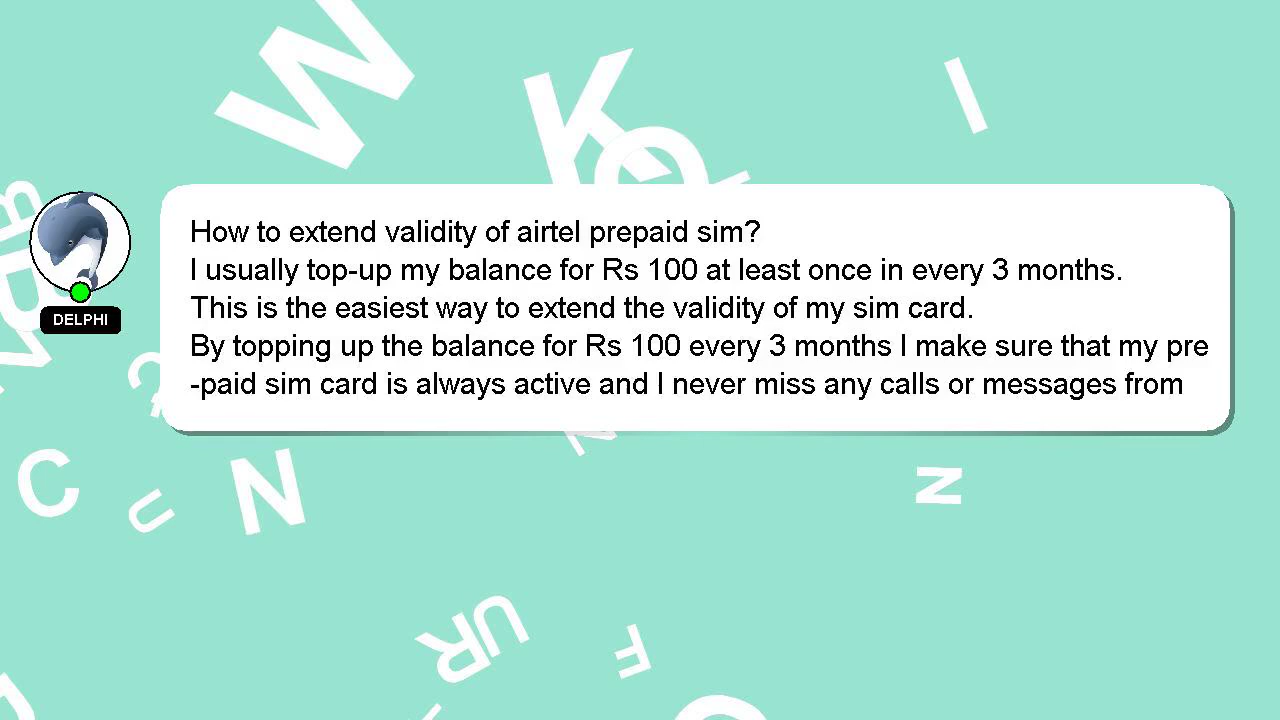 How to extend validity of airtel prepaid sim?
I usually top-up my balance for Rs 100 at least once in every 3 months.
This is the easiest way to extend the validity of my sim card.
By topping up the balance for Rs 100 every 3 months I make sure that my pre
-paid sim card is always active and I never miss any calls or messages from
DELPHI
W
K
O
I
C
U
N
N
UR
F